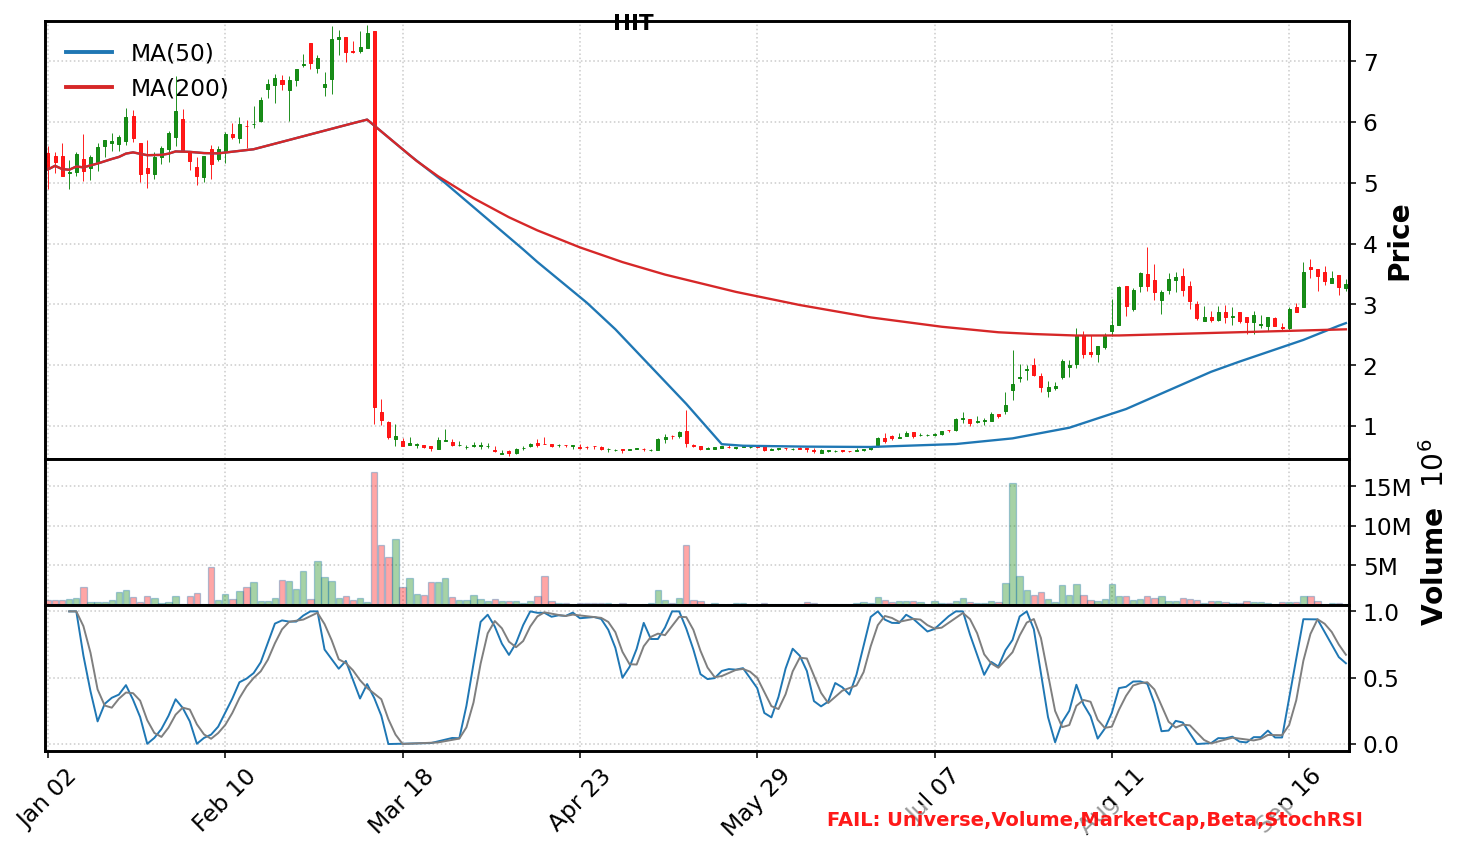 HIT
MA(50)
MA(200)
7
6
5
4
3
2
1
Price
15M
10M
5M
Volume 10^6
1.0
0.5
0.0
Jan 02
Feb 10
Mar 18
Apr 23
May 29
Jul 07
Aug 11
Sep 16
FAIL: Universe,Volume,MarketCap,Beta,StochRSI